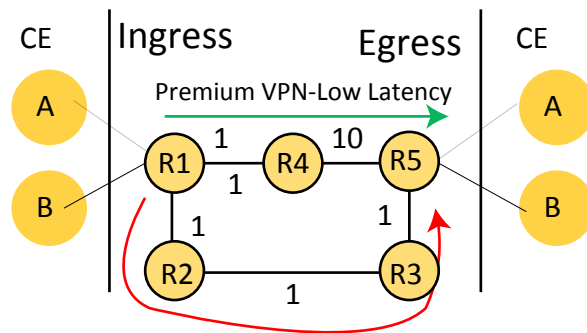 CE
Ingress
Egress
CE
Premium VPN-Low Latency
A
A
1
10
R1
R4
R5
1
B
B
1
1
R2
R3
1